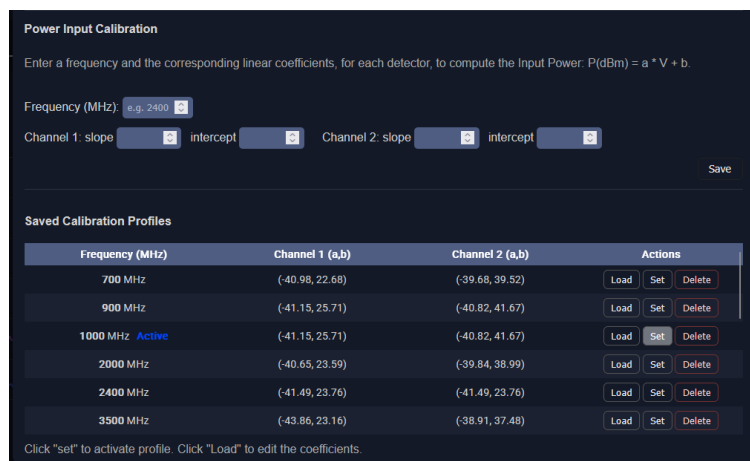 Power Input Calibration
Enter a frequency and the corresponding linear coefficients, for each detector, to compute the Input Power: P(dBm) = a * V + b.
Frequency (MHz): e.g. 2400
Channel 1: slope intercept Channel 2: slope intercept
Save
Saved Calibration Profiles
Frequency (MHz) Channel 1 (a,b) Channel 2 (a,b) Actions
700 MHz (-40.98, 22.68) (-39.68, 39.52) Load Set Delete
900 MHz (-41.15, 25.71) (-40.82, 41.67) Load Set Delete
1000 MHz Active (-41.15, 25.71) (-40.82, 41.67) Load Set Delete
2000 MHz (-40.65, 23.59) (-39.84, 38.99) Load Set Delete
2400 MHz (-41.49, 23.76) (-41.49, 23.76) Load Set Delete
3500 MHz (-43.86, 23.16) (-38.91, 37.48) Load Set Delete
Click "set" to activate profile. Click "Load" to edit the coefficients.